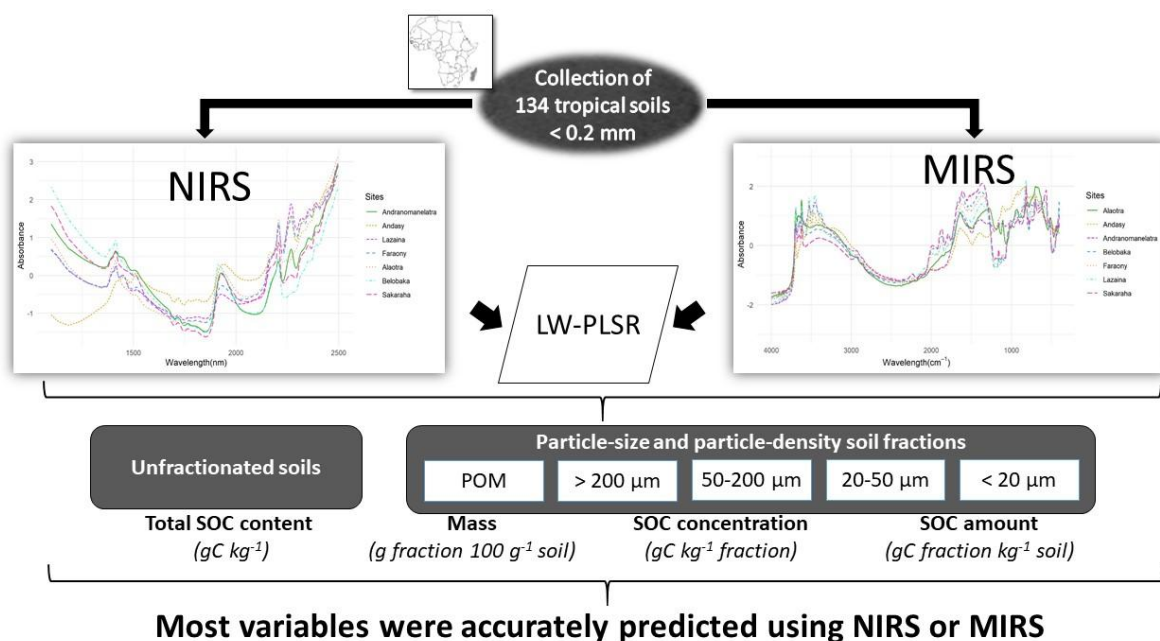 Collection of
134 tropical soils
< 0.2 mm
NIRS
3
2
1
0
-1
Absorbance
1500
2000
2500
Wavelength(nm)
Sites
Andranomanelatra
Andasy
Lazaina
Faraony
Alaotra
Belobaka
Sakaraha
MIRS
2
0
-2
Absorbance
4000
3000
2000
1000
Wavelength(cm⁻¹)
Sites
Alaotra
Andasy
Andranomanelatra
Belobaka
Faraony
Lazaina
Sakaraha
LW-PLSR
Unfractionated soils
Particle-size and particle-density soil fractions
POM
> 200 µm
50-200 µm
20-50 µm
< 20 µm
Total SOC content
(gC kg⁻¹)
Mass
(g fraction 100 g⁻¹ soil)
SOC concentration
(gC kg⁻¹ fraction)
SOC amount
(gC fraction kg⁻¹ soil)
Most variables were accurately predicted using NIRS or MIRS